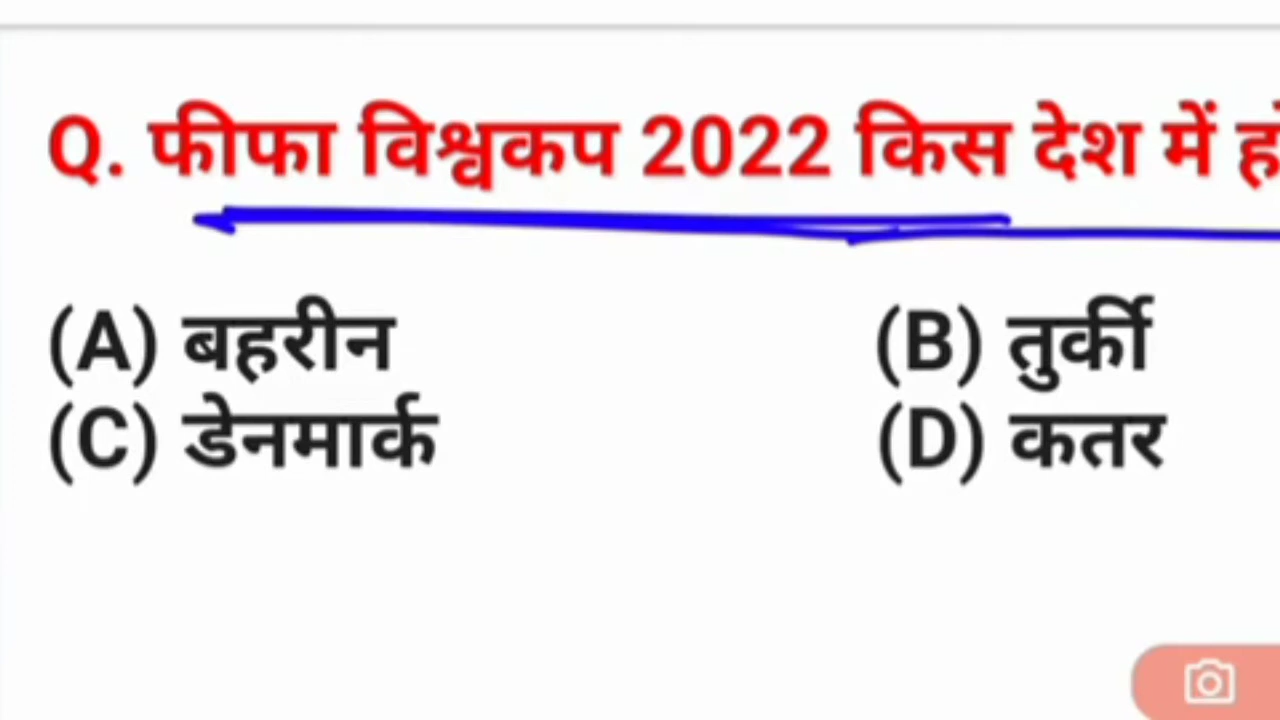 Q. फीफा विश्वकप 2022 किस देश में
(A) बहरीन (B) तुर्की
(C) डेनमार्क (D) कतर